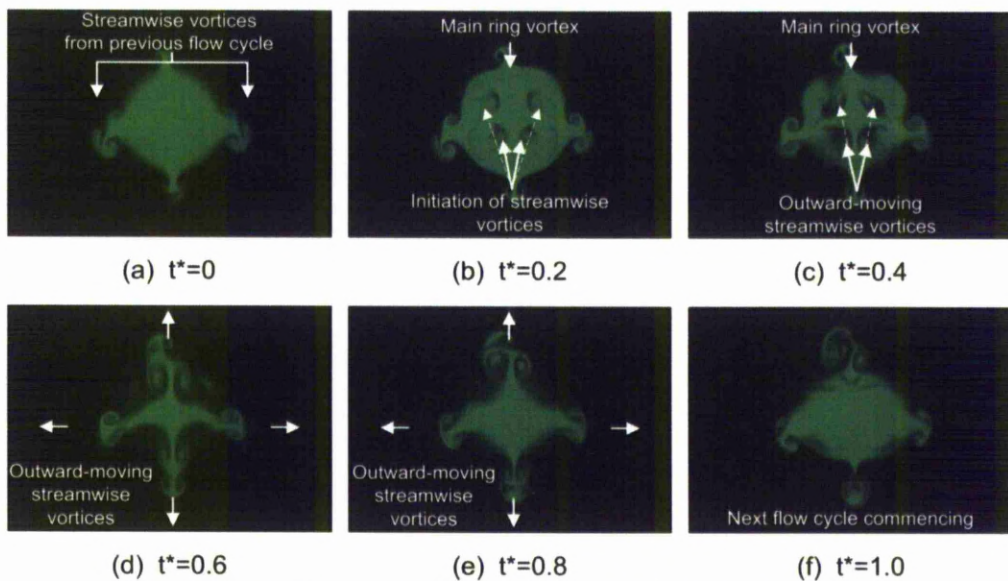 Streamwise vortices
from previous flow cycle
(a) t*=0
Main ring vortex
Initiation of streamwise
vortices
(b) t*=0.2
Main ring vortex
Outward-moving
streamwise vortices
(c) t*=0.4
Outward-moving
streamwise
vortices
(d) t*=0.6
Outward-moving
streamwise
vortices
(e) t*=0.8
Next flow cycle commencing
(f) t*=1.0